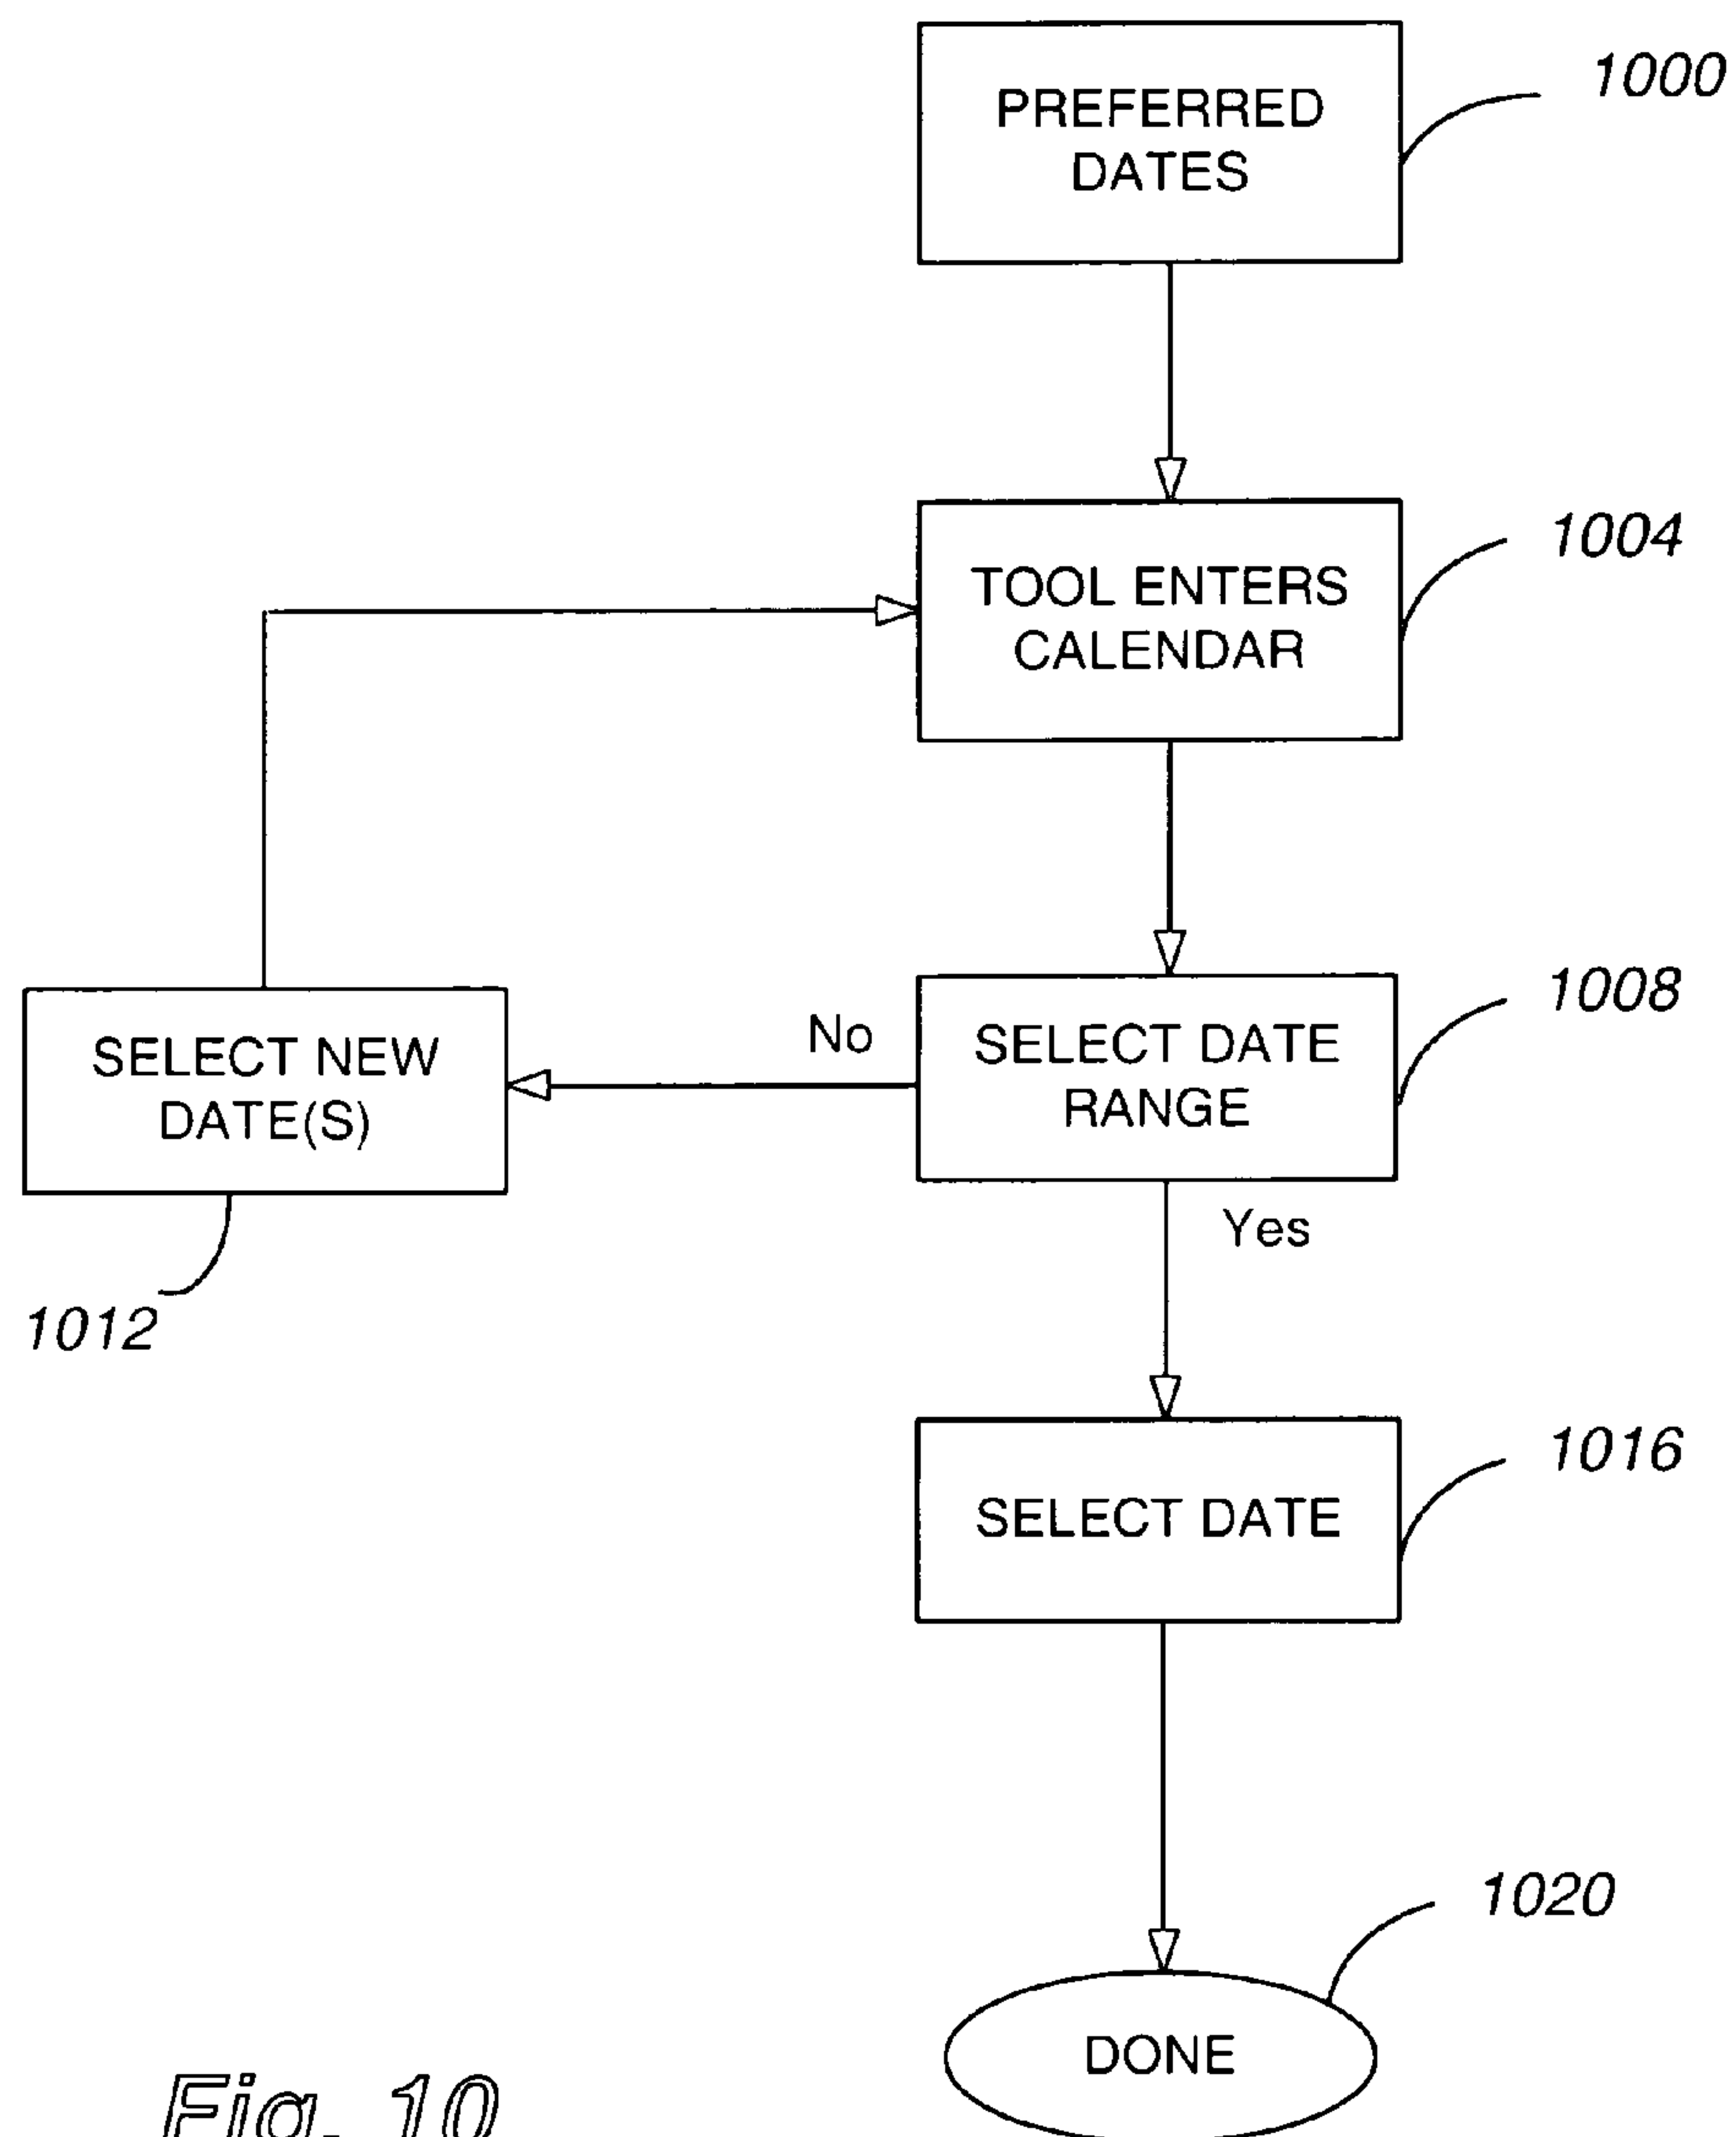 PREFERRED
DATES
1000
TOOL ENTERS
CALENDAR
1004
SELECT DATE
RANGE
1008
No
SELECT NEW
DATE(S)
1012
Yes
SELECT DATE
1016
DONE
1020
Fig. 10